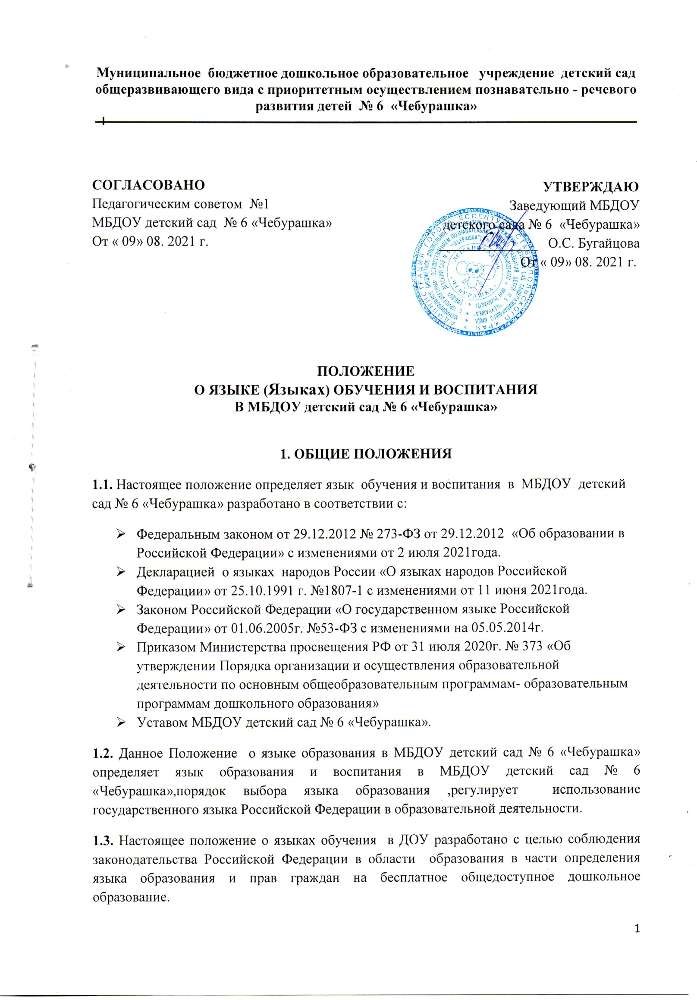 Муниципальное бюджетное дошкольное образовательное учреждение детский сад
общеразвивающего вида с приоритетным осуществлением познавательно - речевого
развития детей № 6 «Чебурашка»
СОГЛАСОВАНО
Педагогическим советом №1
МБДОУ детский сад № 6 «Чебурашка»
От « 09» 08. 2021 г.
УТВЕРЖДАЮ
Заведующий МБДОУ
детского сада № 6 «Чебурашка»
О.С. Бугайцова
От « 09» 08. 2021 г.
АДМИНИСТРАЦИЯ ГОРОДА ЕССЕНТУКИ СТАВРОПОЛЬСКОГО КРАЯ
ДЕТСКИЙ САД №6
"ЧЕБУРАШКА"
ПОЛОЖЕНИЕ
О ЯЗЫКЕ (Языках) ОБУЧЕНИЯ И ВОСПИТАНИЯ
В МБДОУ детский сад № 6 «Чебурашка»
1. ОБЩИЕ ПОЛОЖЕНИЯ
1.1. Настоящее положение определяет язык обучения и воспитания в МБДОУ детский
сад № 6 «Чебурашка» разработано в соответствии с:
➢ Федеральным законом от 29.12.2012 № 273-ФЗ от 29.12.2012 «Об образовании в
Российской Федерации» с изменениями от 2 июля 2021года.
➢ Декларацией о языках народов России «О языках народов Российской
Федерации» от 25.10.1991 г. №1807-1 с изменениями от 11 июня 2021года.
➢ Законом Российской Федерации «О государственном языке Российской
Федерации» от 01.06.2005г. №53-ФЗ с изменениями на 05.05.2014г.
➢ Приказом Министерства просвещения РФ от 31 июля 2020г. № 373 «Об
утверждении Порядка организации и осуществления образовательной
деятельности по основным общеобразовательным программам- образовательным
программам дошкольного образования»
➢ Уставом МБДОУ детский сад № 6 «Чебурашка».
1.2. Данное Положение о языке образования в МБДОУ детский сад № 6 «Чебурашка»
определяет язык образования и воспитания в МБДОУ детский сад № 6
«Чебурашка»,порядок выбора языка образования ,регулирует использование
государственного языка Российской Федерации в образовательной деятельности.
1.3. Настоящее положение о языках обучения в ДОУ разработано с целью соблюдения
законодательства Российской Федерации в области образования в части определения
языка образования и прав граждан на бесплатное общедоступное дошкольное
образование.
1